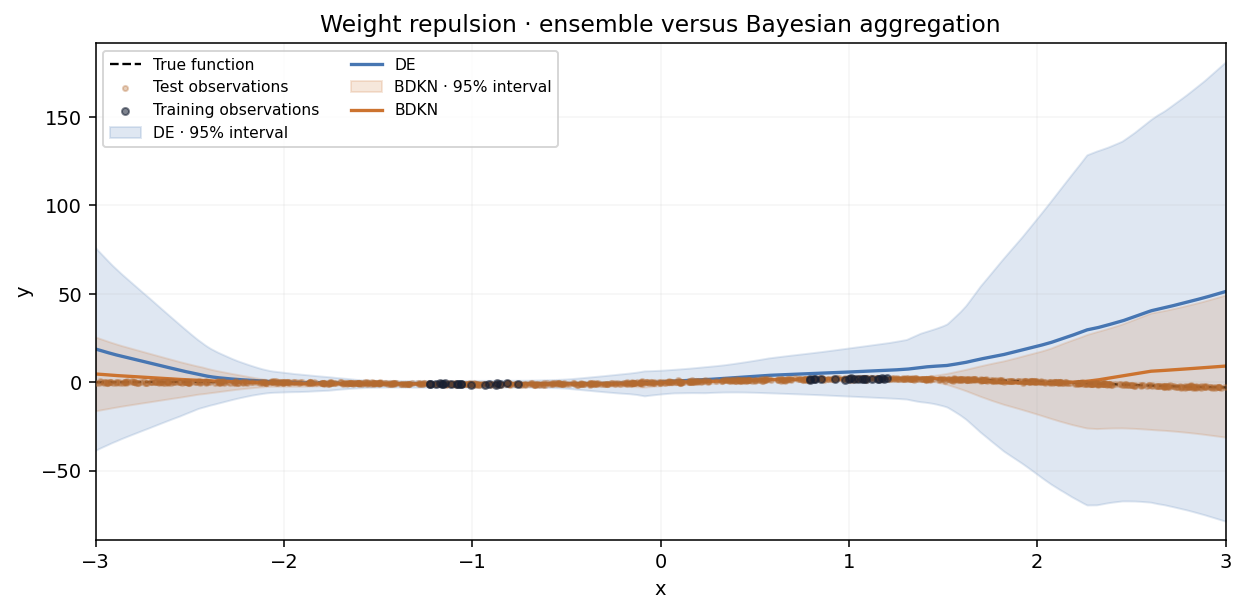 Weight repulsion · ensemble versus Bayesian aggregation
True function
Test observations
Training observations
DE · 95% interval
DE
BDKN · 95% interval
BDKN
150
100
50
0
−50
y
−3
−2
−1
0
1
2
3
x